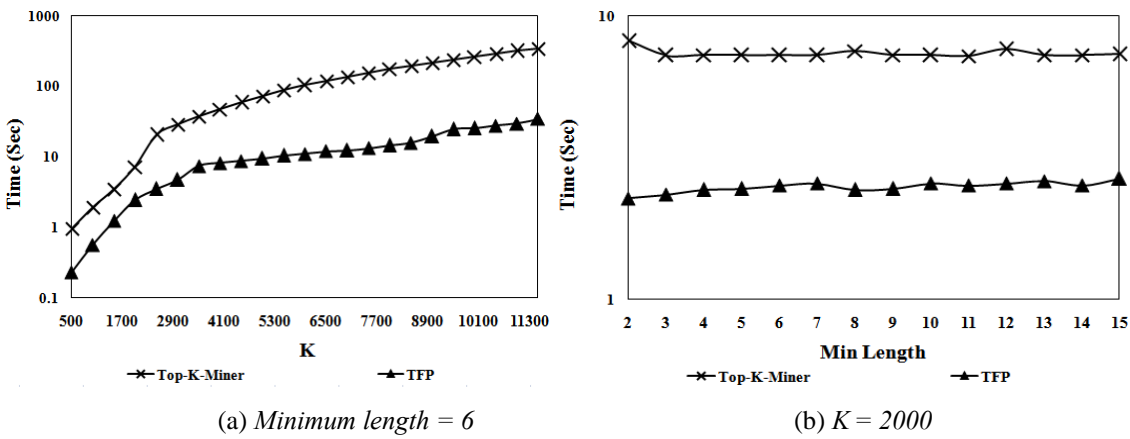 1000
100
10
1
0.1
Time (Sec)
500 1700 2900 4100 5300 6500 7700 8900 10100 11300
K
Top-K-Miner TFP
(a) Minimum length = 6
10
1
Time (Sec)
2 3 4 5 6 7 8 9 10 11 12 13 14 15
Min Length
Top-K-Miner TFP
(b) K = 2000